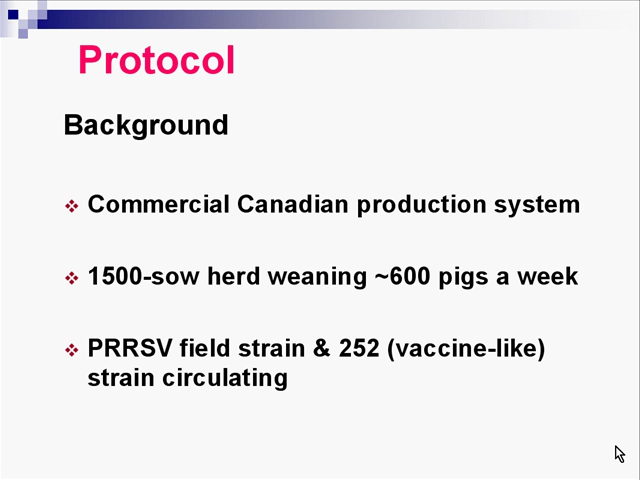 Protocol
Background
Commercial Canadian production system
1500-sow herd weaning ~600 pigs a week
PRRSV field strain & 252 (vaccine-like)
strain circulating